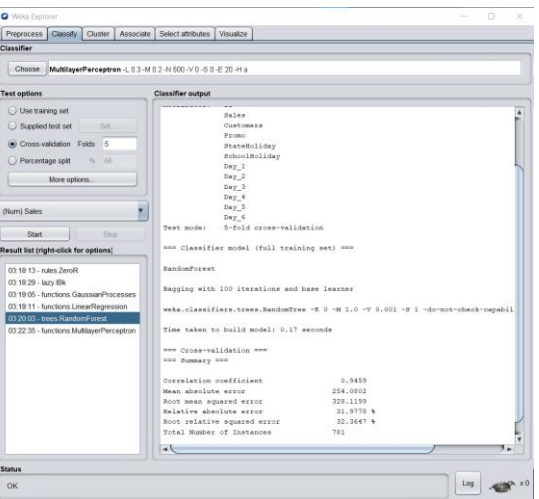 Weka Explorer
Preprocess Classify Cluster Associate Select attributes Visualize
Classifier
Choose MultilayerPerceptron -L 0.3 -M 0.2 -N 500 -V 0 -S 0 -E 20 -H a
Test options
Use training set
Supplied test set Set...
Cross-validation Folds 5
Percentage split % 66
More options...
(Num) Sales
Start Stop
Result list (right-click for options)
03:18:13 - rules.ZeroR
03:18:29 - lazy.IBk
03:19:05 - functions.GaussianProcesses
03:19:11 - functions.LinearRegression
03:20:03 - trees.RandomForest
03:22:35 - functions.MultilayerPerceptron
Classifier output
Sales
Customers
Promo
StateHoliday
SchoolHoliday
Day_1
Day_2
Day_3
Day_4
Day_5
Day_6
Test mode: 5-fold cross-validation
=== Classifier model (full training set) ===
RandomForest
Bagging with 100 iterations and base learner
weka.classifiers.trees.RandomTree -K 0 -M 1.0 -V 0.001 -S 1 -do-not-check-capabil
Time taken to build model: 0.17 seconds
=== Cross-validation ===
=== Summary ===
Correlation coefficient 0.9459
Mean absolute error 254.0802
Root mean squared error 328.1199
Relative absolute error 31.9778 %
Root relative squared error 32.3647 %
Total Number of Instances 781
Status
OK
Log
x 0